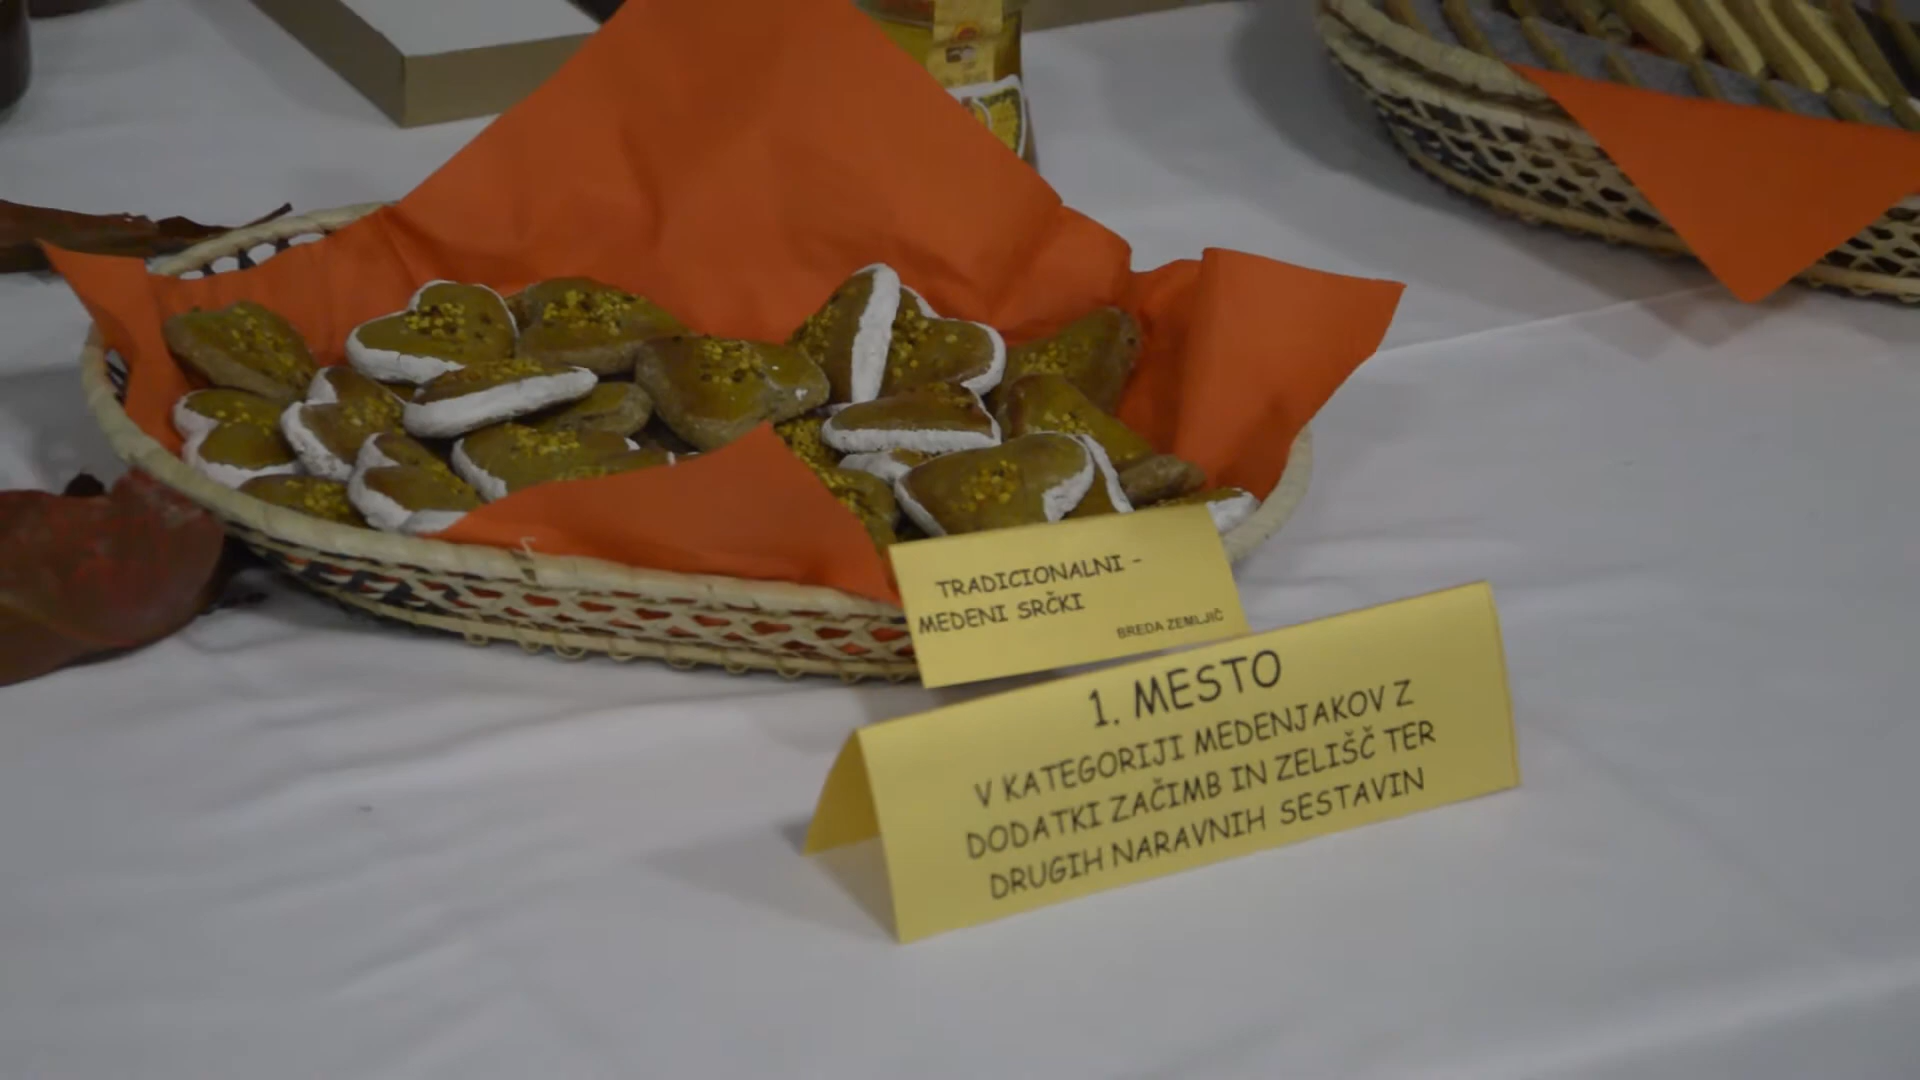 TRADICIONALNI -
MEDENI SRČKI
BREDA ZEMLJIČ
1. MESTO
V KATEGORIJI MEDENJAKOV Z
DODATKI ZAČIMB IN ZELIŠČ TER
DRUGIH NARAVNIH SESTAVIN